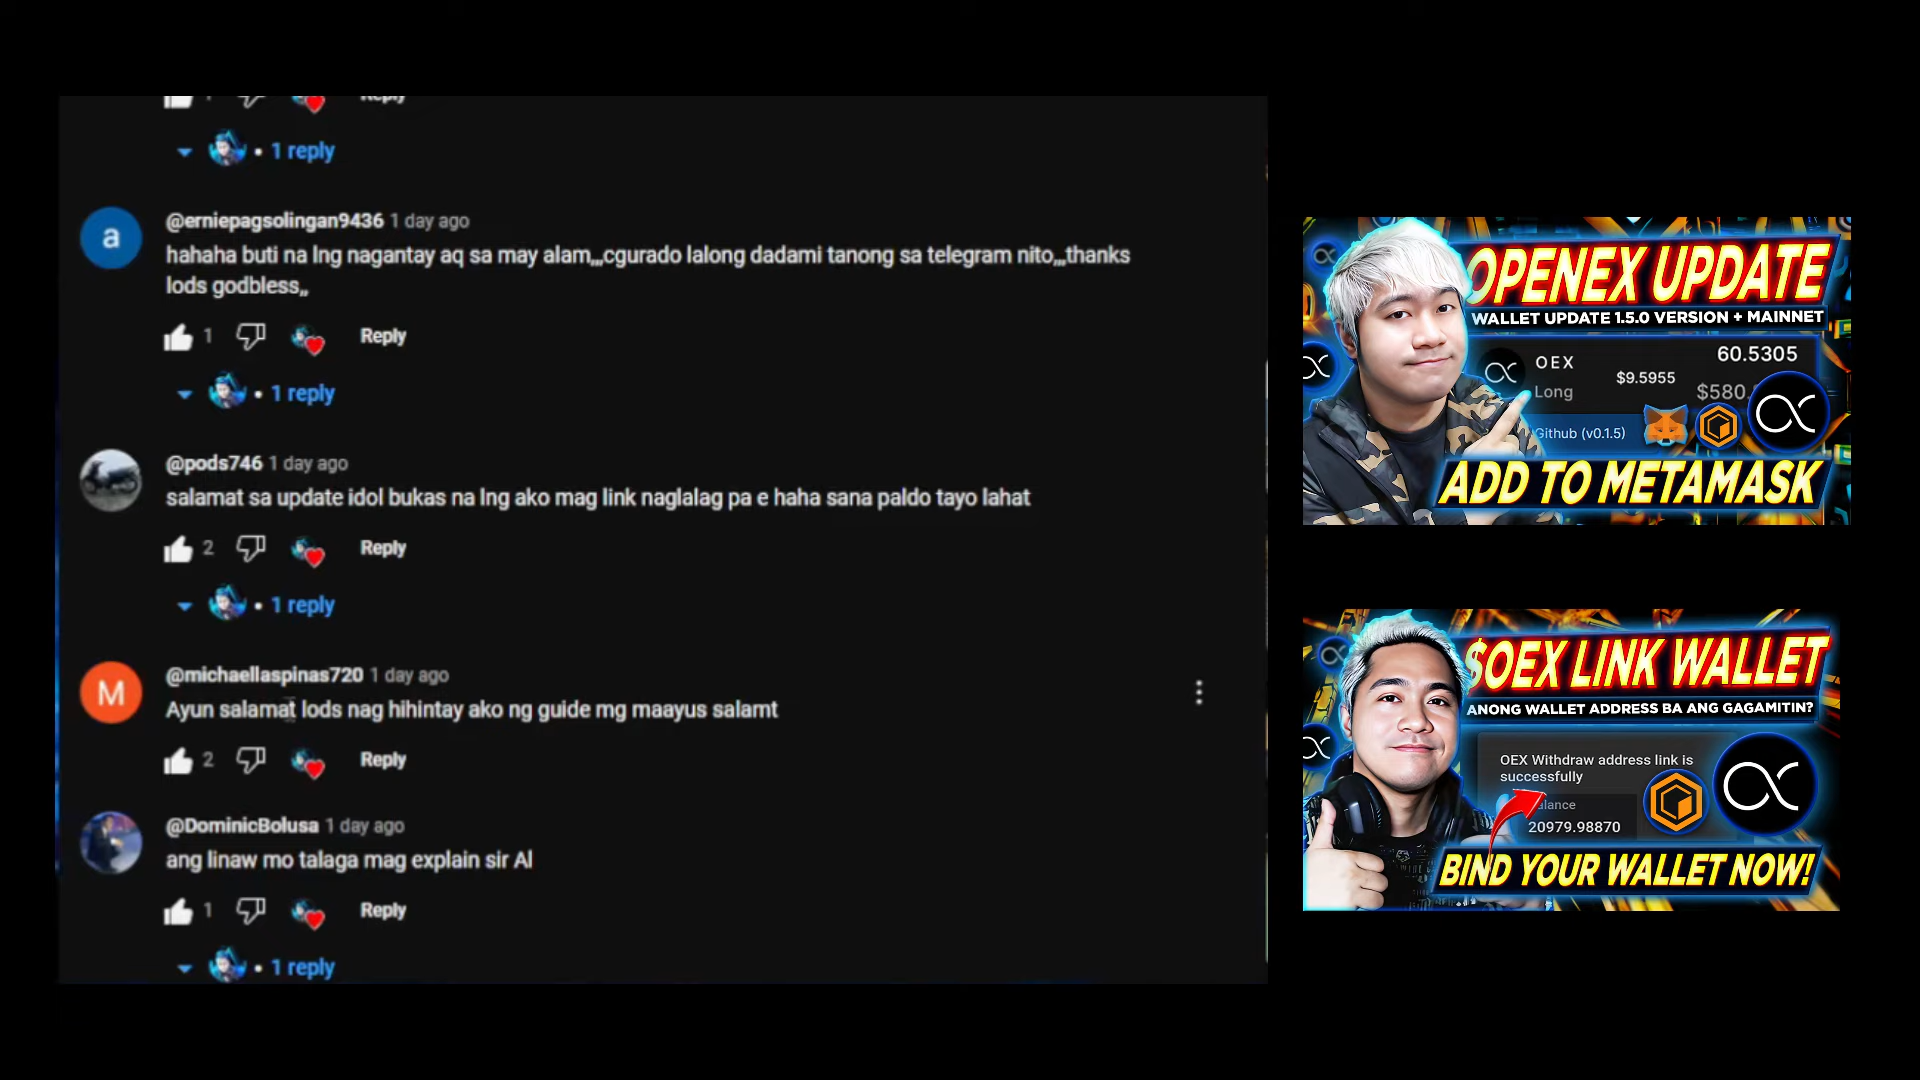 Reply
1 reply
@erniepagsolingan9436 1 day ago
hahaha buti na lng nagantay aq sa may alam,,,cgurado lalong dadami tanong sa telegram nito,,,thanks
lods godbless,,
1 Reply
1 reply
@pods746 1 day ago
salamat sa update idol bukas na lng ako mag link naglalag pa e haha sana paldo tayo lahat
2 Reply
1 reply
M
@michaellaspinas720 1 day ago
Ayun salamat lods nag hihintay ako ng guide mg maayus salamt
2 Reply
@DominicBolusa 1 day ago
ang linaw mo talaga mag explain sir Al
1 Reply
1 reply
a
OPENEX UPDATE
WALLET UPDATE 1.5.0 VERSION + MAINNET
OEX
Long
$9.5955
60.5305
$580.
Github (v0.1.5)
ADD TO METAMASK
$OEX LINK WALLET
ANONG WALLET ADDRESS BA ANG GAGAMITIN?
OEX Withdraw address link is
successfully
alance
20979.98870
BIND YOUR WALLET NOW!